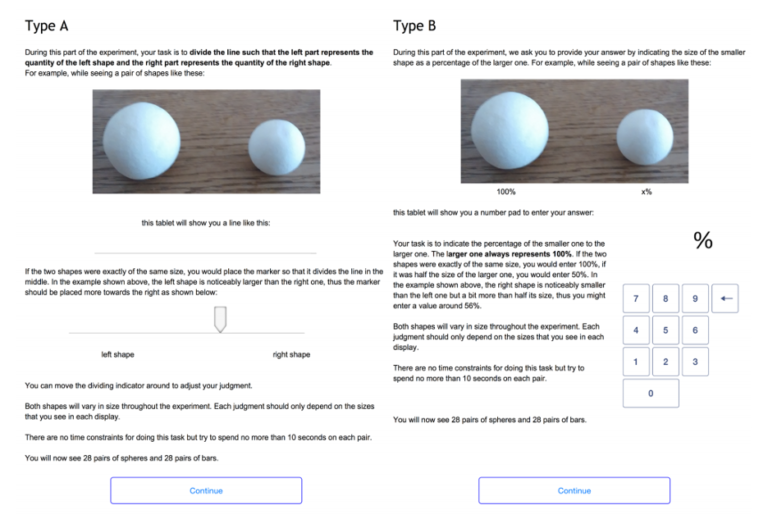 Type A
During this part of the experiment, your task is to divide the line such that the left part represents the
quantity of the left shape and the right part represents the quantity of the right shape.
For example, while seeing a pair of shapes like these:
this tablet will show you a line like this:
If the two shapes were exactly of the same size, you would place the marker so that it divides the line in the
middle. In the example shown above, the left shape is noticeably larger than the right one, thus the marker
should be placed more towards the right as shown below:
left shape
right shape
You can move the dividing indicator around to adjust your judgment.
Both shapes will vary in size throughout the experiment. Each judgment should only depend on the sizes
that you see in each display.
There are no time constraints for doing this task but try to spend no more than 10 seconds on each pair.
You will now see 28 pairs of spheres and 28 pairs of bars.
Continue
Type B
During this part of the experiment, we ask you to provide your answer by indicating the size of the smaller
shape as a percentage of the larger one. For example, while seeing a pair of shapes like these:
100%
x%
this tablet will show you a number pad to enter your answer:
Your task is to indicate the percentage of the smaller one to the
larger one. The larger one always represents 100%. If the two
shapes were exactly of the same size, you would enter 100%, if
it was half the size of the larger one, you would enter 50%. In
the example shown above, the right shape is noticeably smaller
than the left one but a bit more than half its size, thus you might
enter a value around 56%.
Both shapes will vary in size throughout the experiment. Each
judgment should only depend on the sizes that you see in each
display.
There are no time constraints for doing this task but try to
spend no more than 10 seconds on each pair.
You will now see 28 pairs of spheres and 28 pairs of bars.
%
7 8 9 ←
4 5 6
1 2 3
0
Continue